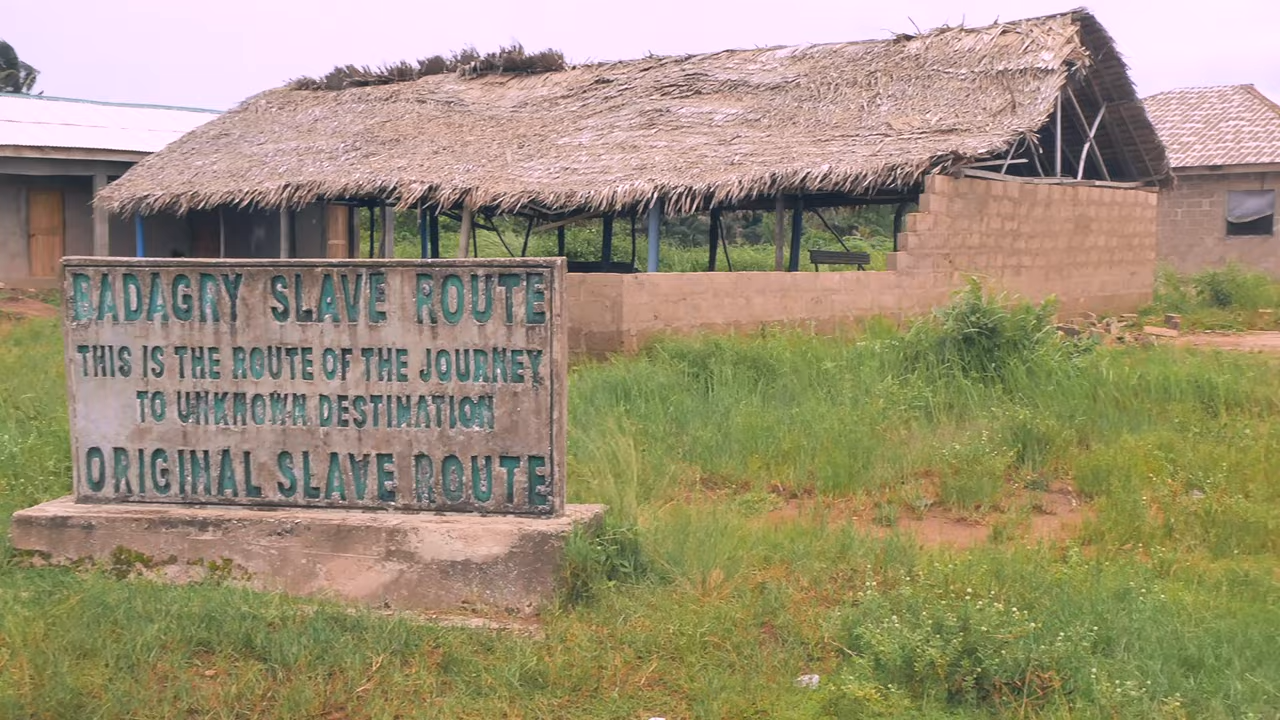 BADAGRY SLAVE ROUTE
THIS IS THE ROUTE OF THE JOURNEY
TO UNKNOWN DESTINATION
ORIGINAL SLAVE ROUTE